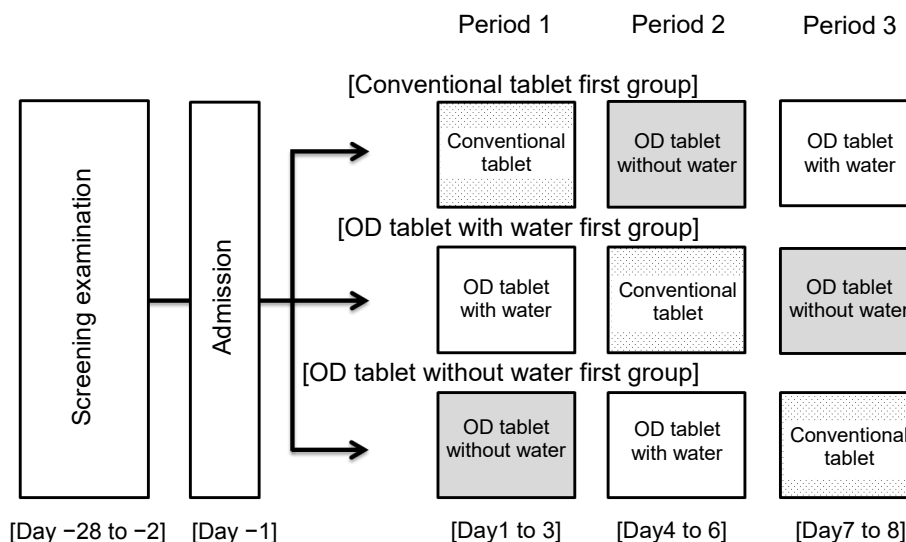 Period 1 Period 2 Period 3
[Conventional tablet first group]
Screening examination
Admission
Conventional
tablet
OD tablet
without water
OD tablet
with water
[OD tablet with water first group]
OD tablet
with water
Conventional
tablet
OD tablet
without water
[OD tablet without water first group]
OD tablet
without water
OD tablet
with water
Conventional
tablet
[Day −28 to −2] [Day −1] [Day1 to 3] [Day4 to 6] [Day7 to 8]